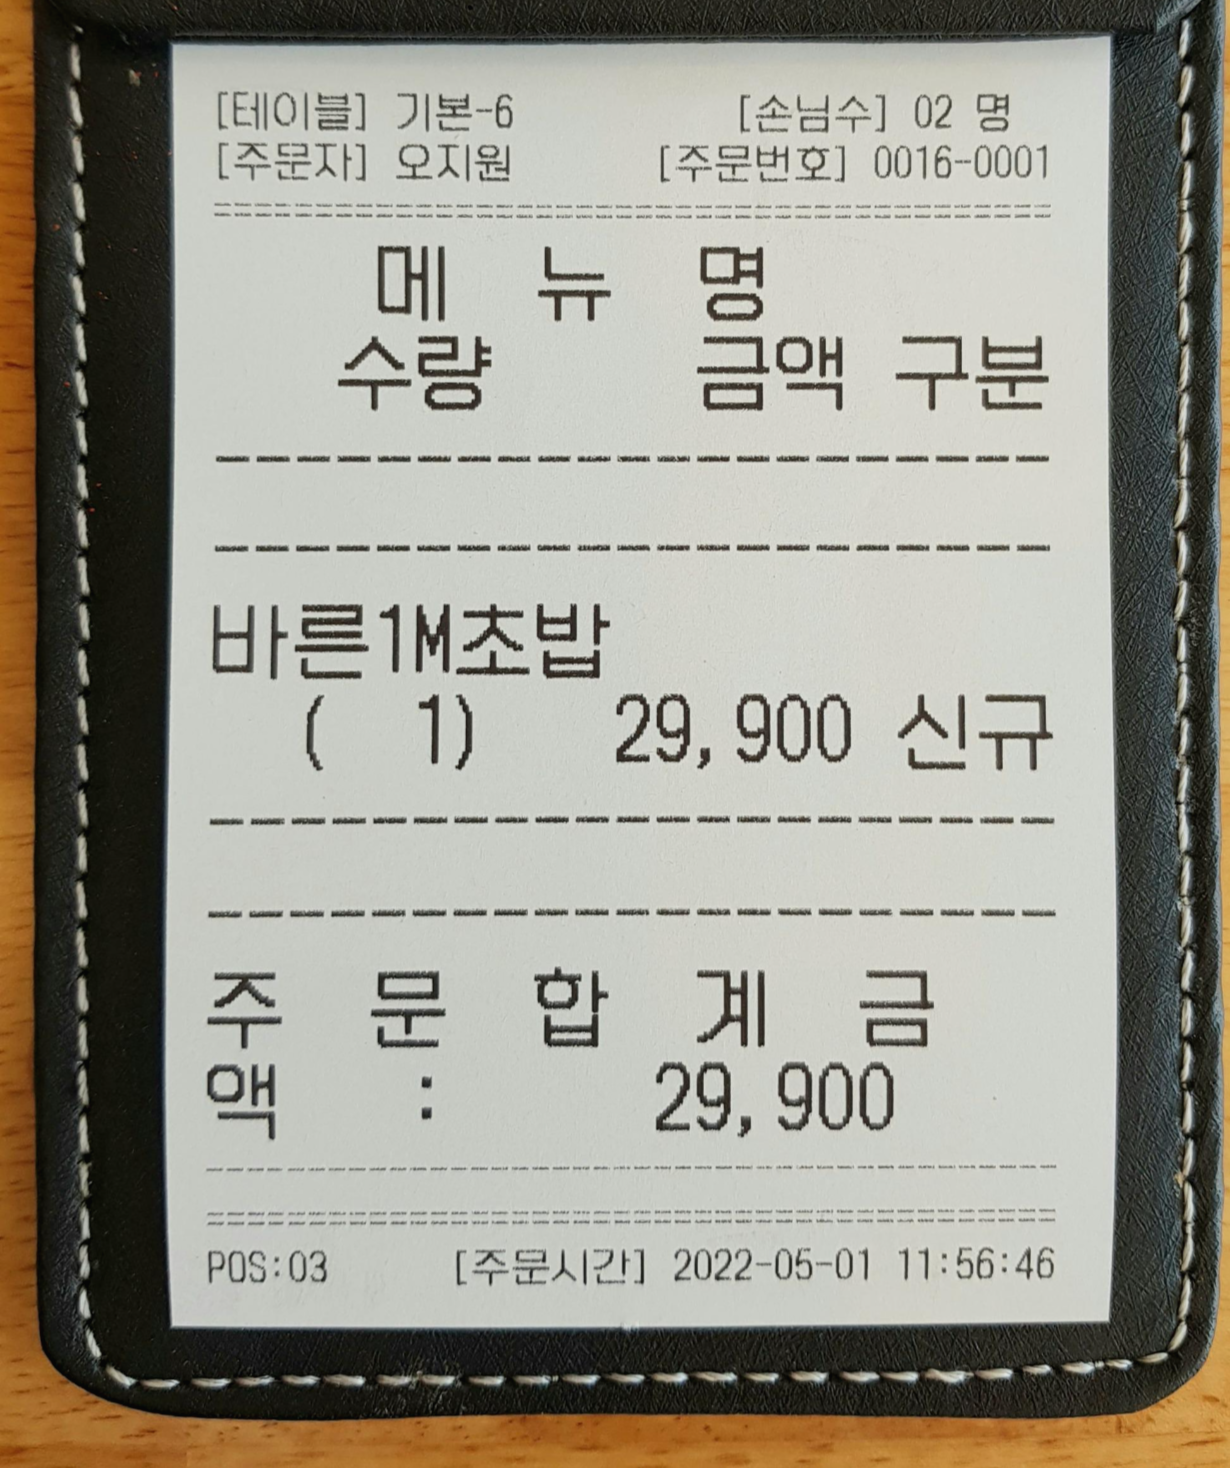 [테이블] 기본-6 [손님수] 02 명
[주문자] 오지원 [주문번호] 0016-0001
메 뉴 명
수량 금액 구분
바른1M초밥
( 1) 29,900 신규
주 문 합 계 금
액 : 29,900
POS:03 [주문시간] 2022-05-01 11:56:46